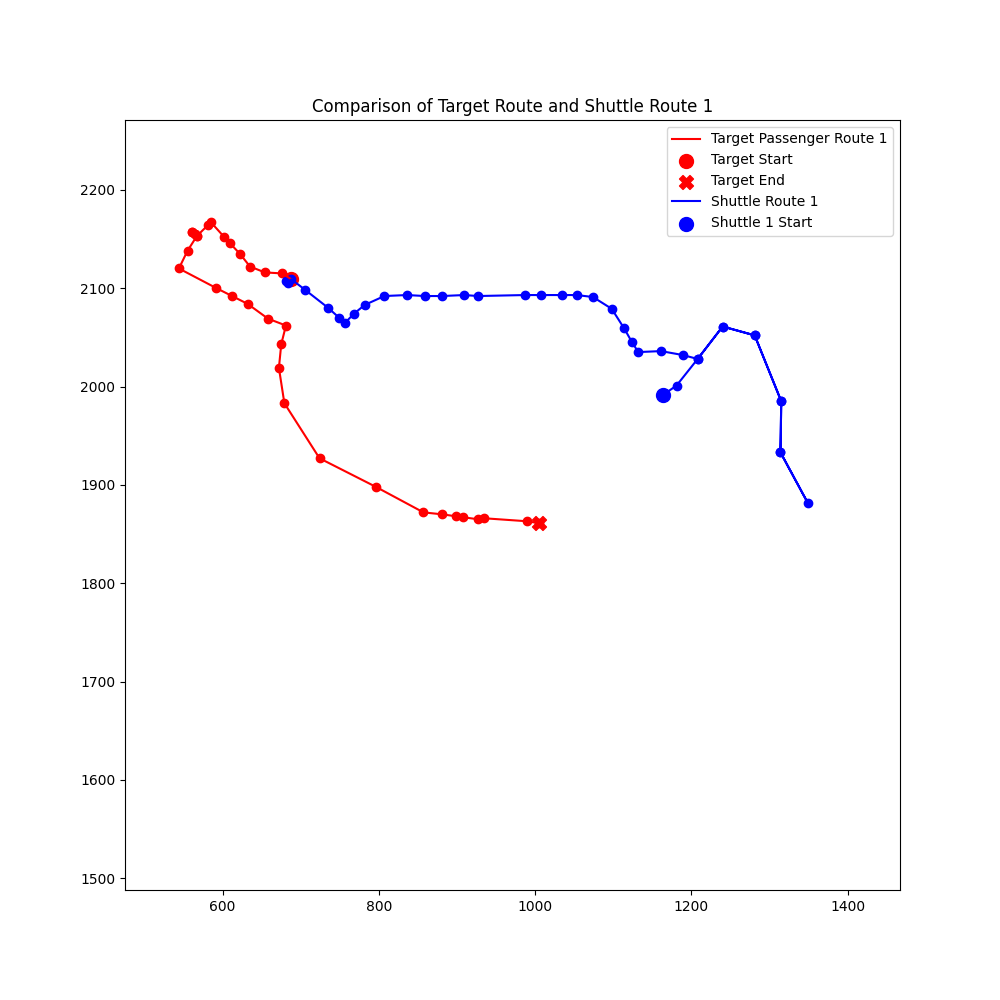 Comparison of Target Route and Shuttle Route 1
Target Passenger Route 1
Target Start
Target End
Shuttle Route 1
Shuttle 1 Start
2200
2100
2000
1900
1800
1700
1600
1500
600 800 1000 1200 1400